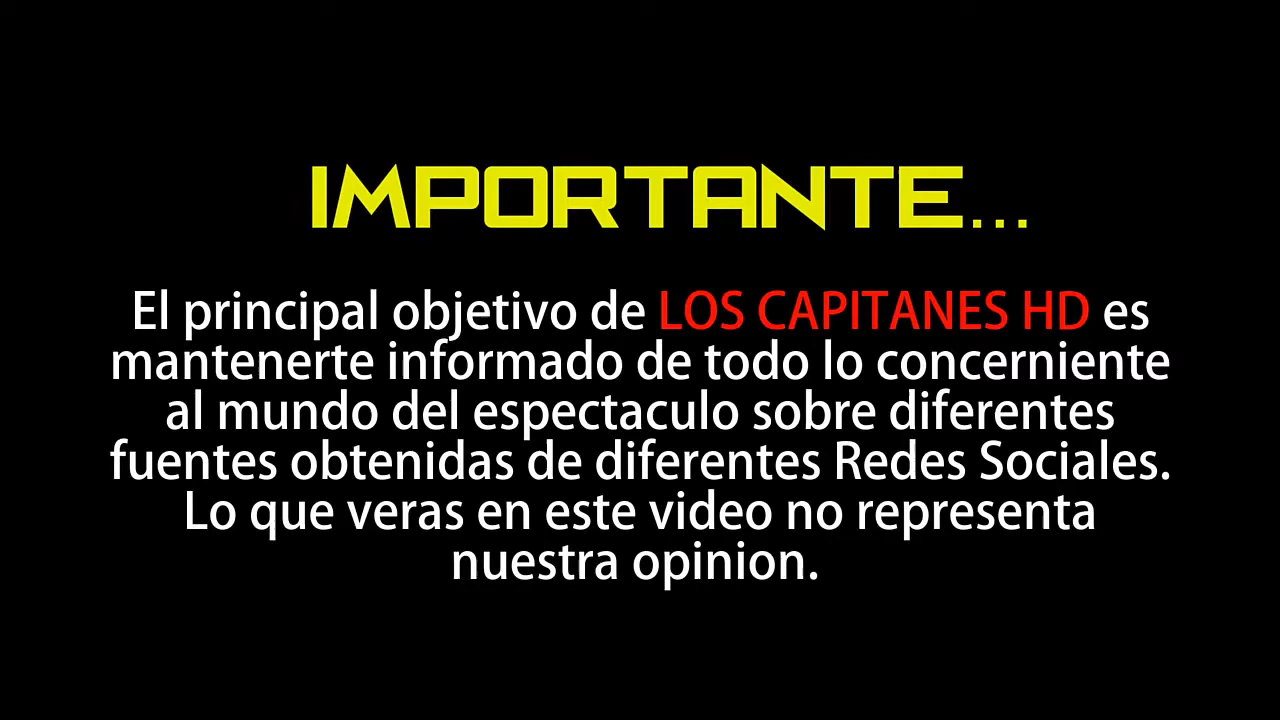 IMPORTANTE...
El principal objetivo de LOS CAPITANES HD es
mantenerte informado de todo lo concerniente
al mundo del espectaculo sobre diferentes
fuentes obtenidas de diferentes Redes Sociales.
Lo que veras en este video no representa
nuestra opinion.